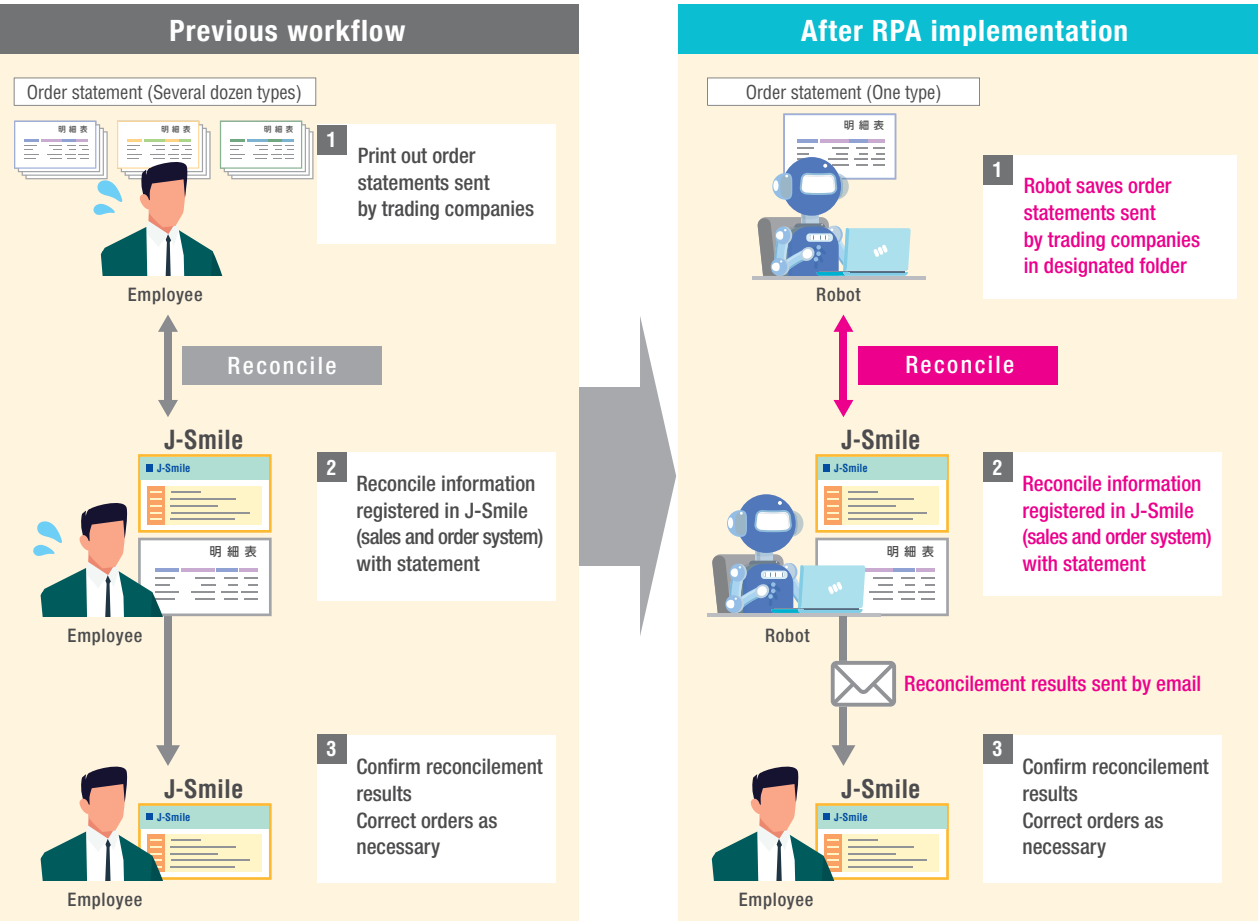 Previous workflow
Order statement (Several dozen types)
明細表
明細表
明細表
1
Print out order
statements sent
by trading companies
Employee
Reconcile
J-Smile
J-Smile
2
Reconcile information
registered in J-Smile
(sales and order system)
with statement
明細表
Employee
3
Confirm reconcilement
results
Correct orders as
necessary
J-Smile
J-Smile
Employee
After RPA implementation
Order statement (One type)
明細表
1
Robot saves order
statements sent
by trading companies
in designated folder
Robot
Reconcile
J-Smile
J-Smile
2
Reconcile information
registered in J-Smile
(sales and order system)
with statement
明細表
Robot
Reconcilement results sent by email
3
Confirm reconcilement
results
Correct orders as
necessary
J-Smile
J-Smile
Employee